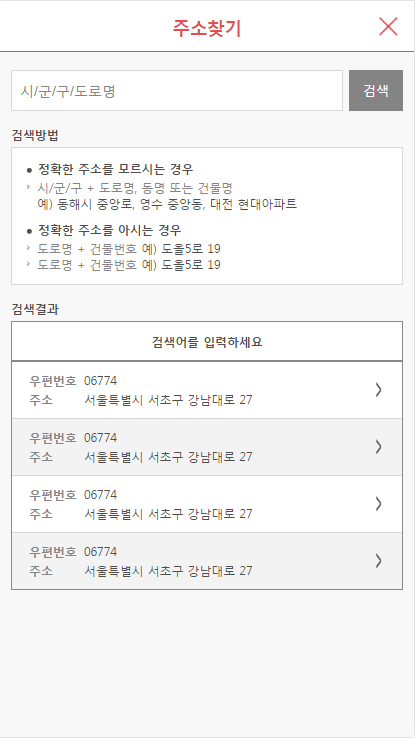 주소찾기
시/군/구/도로명
검색
검색방법
• 정확한 주소를 모르시는 경우
› 시/군/구 + 도로명, 동명 또는 건물명
예) 동해시 중앙로, 영수 중앙동, 대전 현대아파트
• 정확한 주소를 아시는 경우
› 도로명 + 건물번호 예) 도움5로 19
› 도로명 + 건물번호 예) 도움5로 19
검색결과
검색어를 입력하세요
우편번호 06774
주소 서울특별시 서초구 강남대로 27
우편번호 06774
주소 서울특별시 서초구 강남대로 27
우편번호 06774
주소 서울특별시 서초구 강남대로 27
우편번호 06774
주소 서울특별시 서초구 강남대로 27